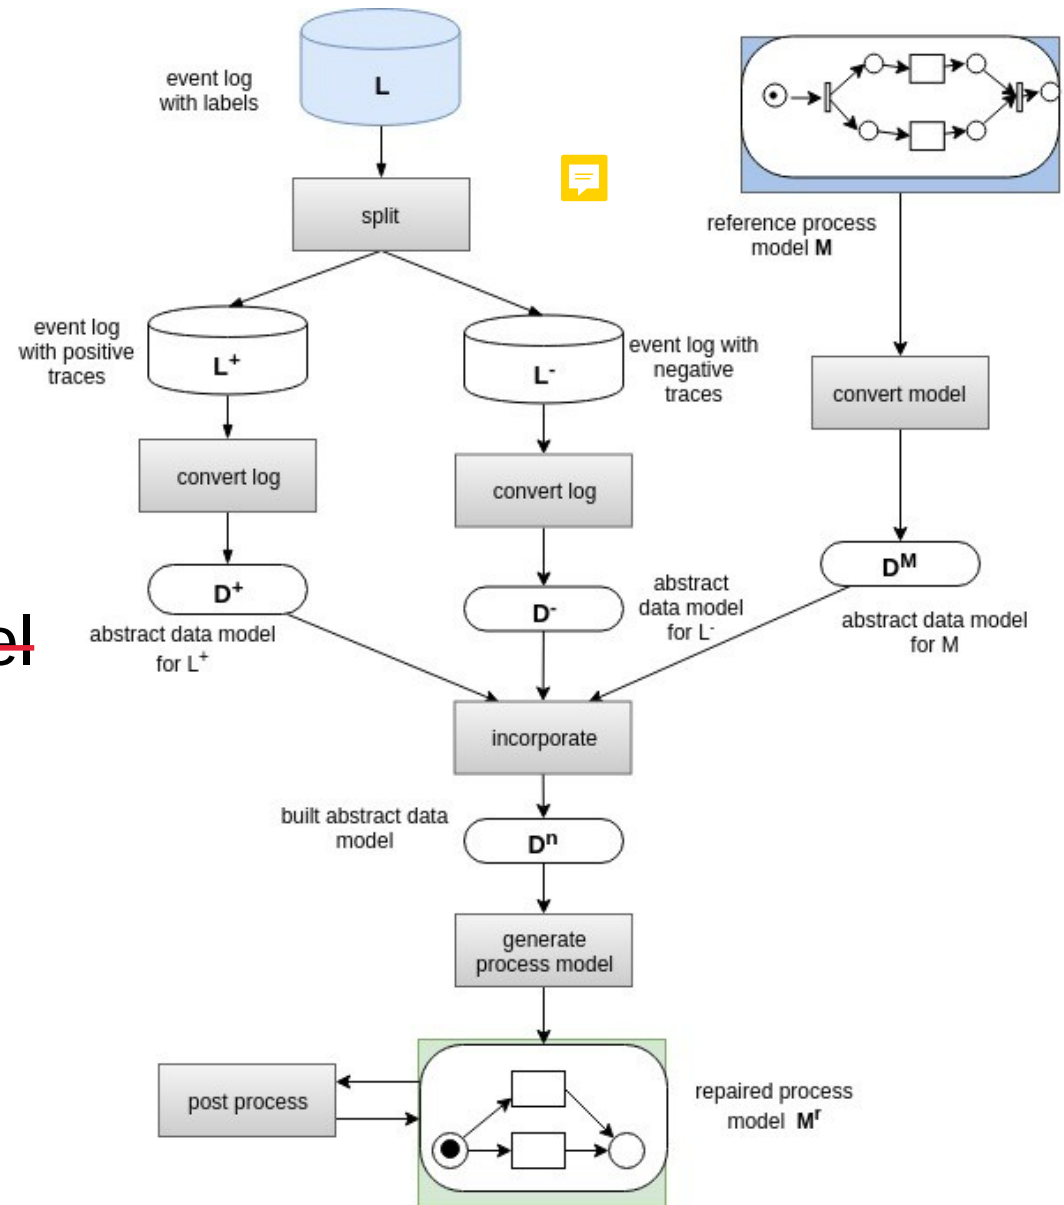 L
event log
with labels
split
reference process
model M
event log
with positive
traces
L+
L-
event log with
negative
traces
convert model
convert log
convert log
D+
D-
abstract
data model
for L-
DM
abstract data model
for L+
abstract data model
for M
el
incorporate
built abstract data
model
Dn
generate
process model
post process
repaired process
model Mr